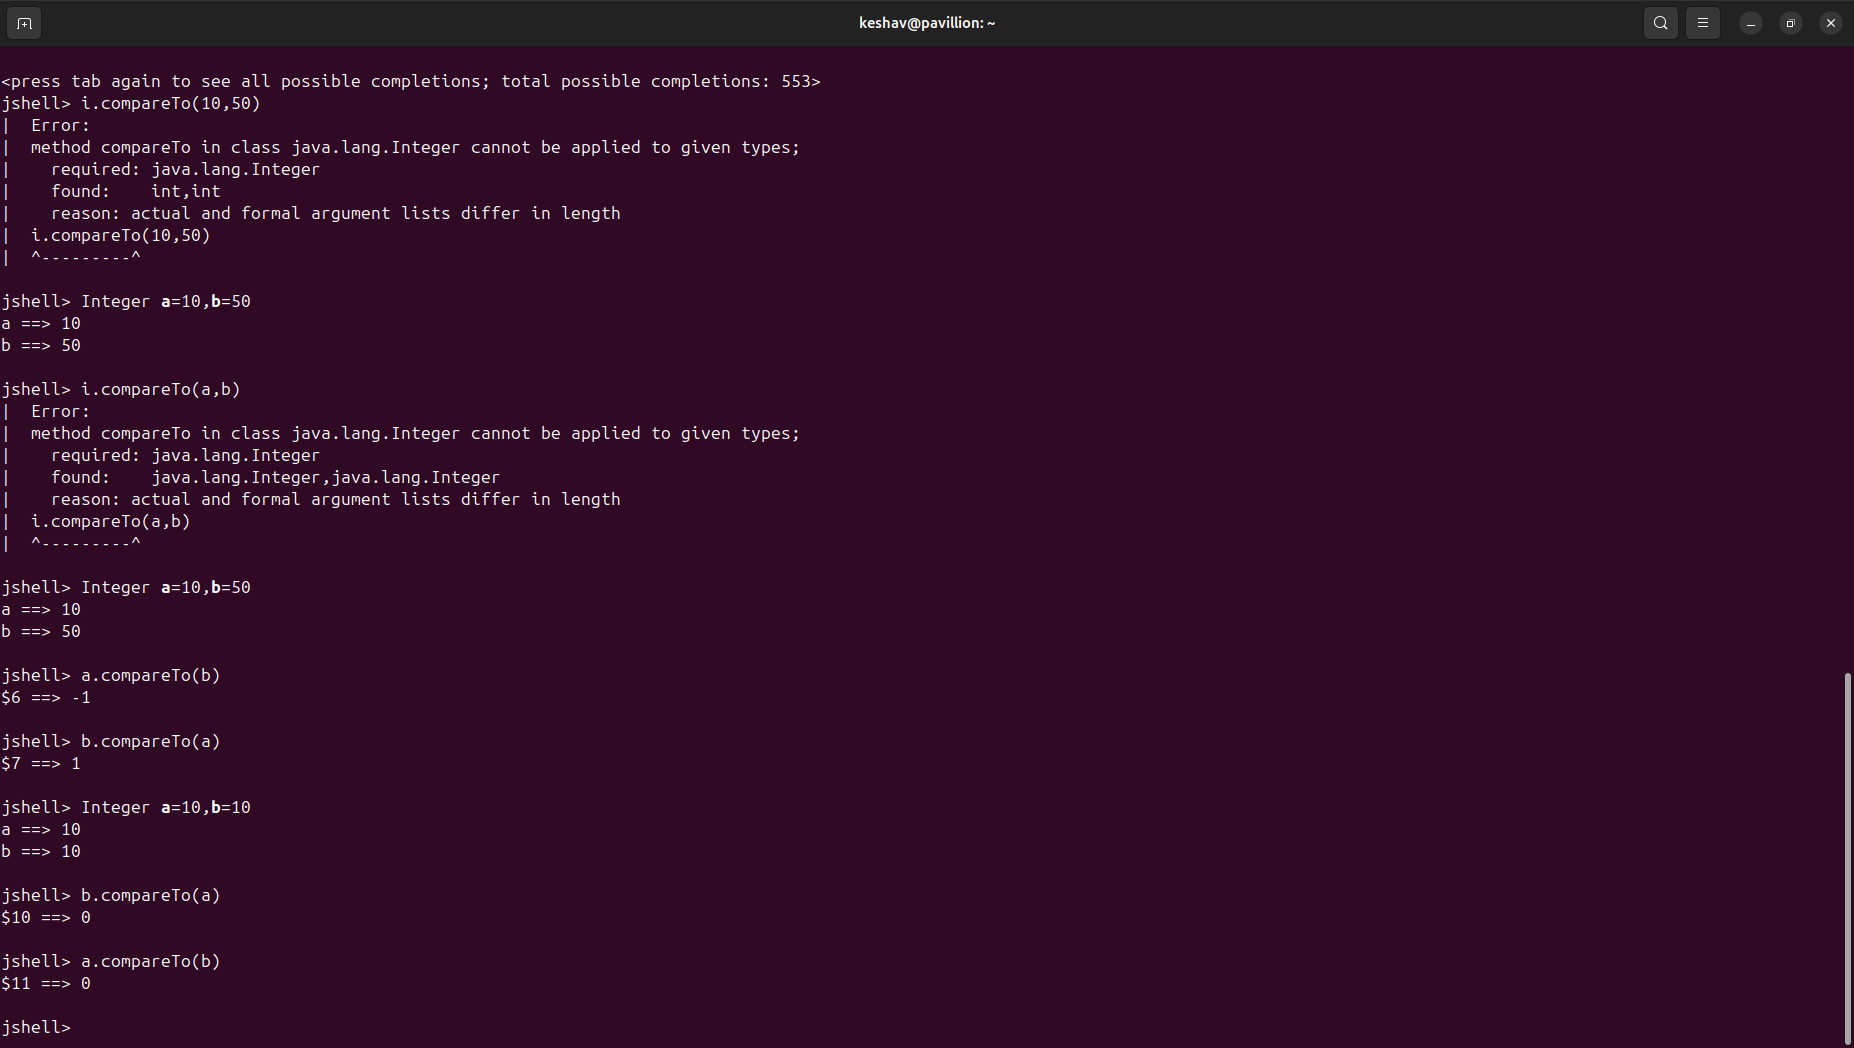 keshav@pavillion: ~
<press tab again to see all possible completions; total possible completions: 553>
jshell> i.compareTo(10,50)
|  Error:
|  method compareTo in class java.lang.Integer cannot be applied to given types;
|    required: java.lang.Integer
|    found:    int,int
|    reason: actual and formal argument lists differ in length
|  i.compareTo(10,50)
|  ^---------^
jshell> Integer a=10,b=50
a ==> 10
b ==> 50
jshell> i.compareTo(a,b)
|  Error:
|  method compareTo in class java.lang.Integer cannot be applied to given types;
|    required: java.lang.Integer
|    found:    java.lang.Integer,java.lang.Integer
|    reason: actual and formal argument lists differ in length
|  i.compareTo(a,b)
|  ^---------^
jshell> Integer a=10,b=50
a ==> 10
b ==> 50
jshell> a.compareTo(b)
$6 ==> -1
jshell> b.compareTo(a)
$7 ==> 1
jshell> Integer a=10,b=10
a ==> 10
b ==> 10
jshell> b.compareTo(a)
$10 ==> 0
jshell> a.compareTo(b)
$11 ==> 0
jshell>